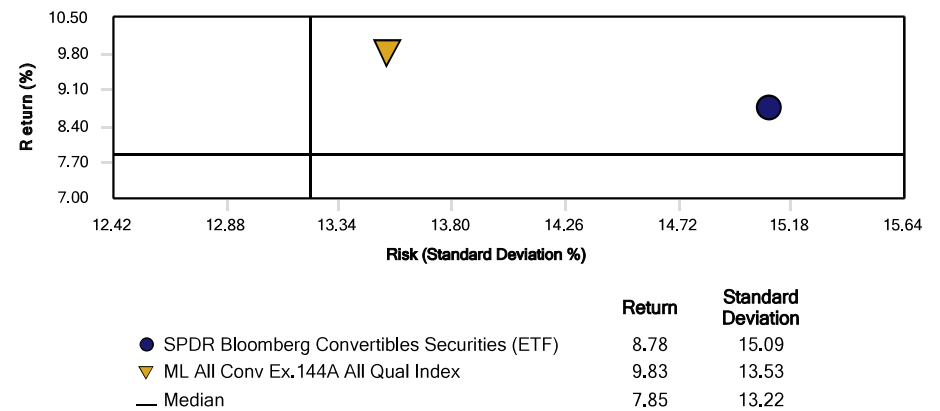 10.50
9.80
9.10
8.40
7.70
7.00
Return (%)
12.42 12.88 13.34 13.80 14.26 14.72 15.18 15.64
Risk (Standard Deviation %)
Return Standard Deviation
SPDR Bloomberg Convertibles Securities (ETF) 8.78 15.09
ML All Conv Ex.144A All Qual Index 9.83 13.53
Median 7.85 13.22